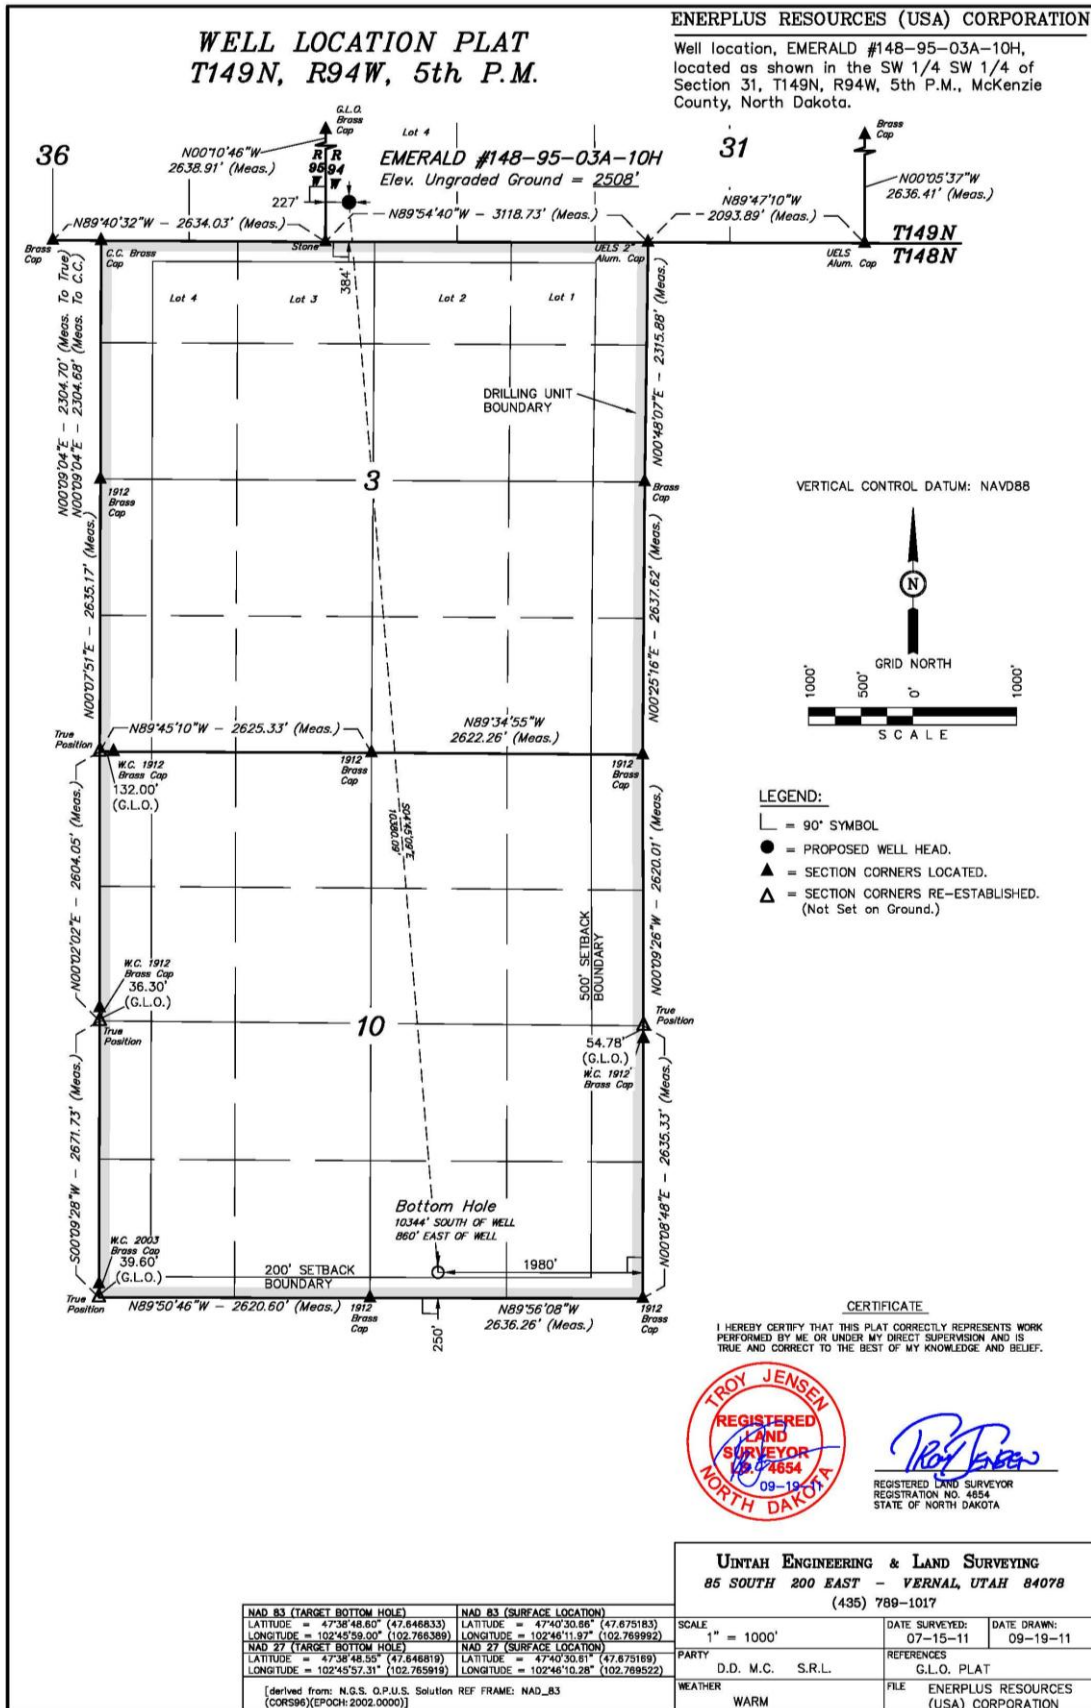 WELL LOCATION PLAT
T149N, R94W, 5th P.M.
ENERPLUS RESOURCES (USA) CORPORATION
Well location, EMERALD #148-95-03A-10H,
located as shown in the SW 1/4 SW 1/4 of
Section 31, T149N, R94W, 5th P.M., McKenzie
County, North Dakota.
G.L.O.
Brass
Cap
Lot 4
Brass
Cap
36
31
N00°10'46"W
2638.91' (Meas.)
R R
95 94
W W
EMERALD #148-95-03A-10H
Elev. Ungraded Ground = 2508'
N00°05'37"W
2636.41' (Meas.)
227'
N89°40'32"W - 2634.03' (Meas.)
N89°54'40"W - 3118.73' (Meas.)
N89°47'10"W
2093.89' (Meas.)
T149N
T148N
Brass
Cap
C.C. Brass
Cap
Stone
UELS 2"
Alum. Cap
UELS
Alum. Cap
384'
Lot 4
Lot 3
Lot 2
Lot 1
N00°09'04"E - 2304.70' (Meas. To True)
N00°09'04"E - 2304.68' (Meas. To C.C.)
N00°48'07"E - 2315.88' (Meas.)
DRILLING UNIT
BOUNDARY
3
1912
Brass
Cap
Brass
Cap
VERTICAL CONTROL DATUM: NAVD88
N
GRID NORTH
1000'
500'
0'
1000'
SCALE
N00°07'51"E - 2635.17' (Meas.)
N00°25'16"E - 2637.62' (Meas.)
True
Position
N89°45'10"W - 2625.33' (Meas.)
N89°34'55"W
2622.26' (Meas.)
W.C. 1912
Brass Cap
132.00'
(G.L.O.)
1912
Brass
Cap
1912
Brass
Cap
LEGEND:
= 90° SYMBOL
= PROPOSED WELL HEAD.
= SECTION CORNERS LOCATED.
= SECTION CORNERS RE-ESTABLISHED.
(Not Set on Ground.)
S04°45'09"E
10380.09'
N00°02'02"E - 2604.05' (Meas.)
N00°09'26"W - 2620.01' (Meas.)
500' SETBACK
BOUNDARY
W.C. 1912
Brass Cap
36.30'
(G.L.O.)
True
Position
10
True
Position
54.78'
(G.L.O.)
W.C. 1912
Brass Cap
S00°09'28"W - 2671.73' (Meas.)
N00°08'48"E - 2635.33' (Meas.)
Bottom Hole
10344' SOUTH OF WELL
860' EAST OF WELL
W.C. 2003
Brass Cap
39.60'
(G.L.O.)
200' SETBACK
BOUNDARY
1980'
True
Position
N89°50'46"W - 2620.60' (Meas.)
1912
Brass
Cap
250'
N89°56'08"W
2636.26' (Meas.)
1912
Brass
Cap
CERTIFICATE
I HEREBY CERTIFY THAT THIS PLAT CORRECTLY REPRESENTS WORK
PERFORMED BY ME OR UNDER MY DIRECT SUPERVISION AND IS
TRUE AND CORRECT TO THE BEST OF MY KNOWLEDGE AND BELIEF.
TROY JENSEN
REGISTERED
LAND
SURVEYOR
4654
09-19-11
NORTH DAKOTA
Troy Jensen
REGISTERED LAND SURVEYOR
REGISTRATION NO. 4654
STATE OF NORTH DAKOTA
UINTAH ENGINEERING & LAND SURVEYING
85 SOUTH 200 EAST - VERNAL, UTAH 84078
(435) 789-1017
SCALE
1" = 1000'
DATE SURVEYED:
07-15-11
DATE DRAWN:
09-19-11
PARTY
D.D. M.C. S.R.L.
REFERENCES
G.L.O. PLAT
WEATHER
WARM
FILE
ENERPLUS RESOURCES
(USA) CORPORATION
NAD 83 (TARGET BOTTOM HOLE)
LATITUDE = 47°38'48.60" (47.646833)
LONGITUDE = 102°45'59.00" (102.766389)
NAD 27 (TARGET BOTTOM HOLE)
LATITUDE = 47°38'48.55" (47.646819)
LONGITUDE = 102°45'57.31" (102.765919)
NAD 83 (SURFACE LOCATION)
LATITUDE = 47°40'30.66" (47.675183)
LONGITUDE = 102°46'11.97" (102.769992)
NAD 27 (SURFACE LOCATION)
LATITUDE = 47°40'30.61" (47.675169)
LONGITUDE = 102°46'10.28" (102.769522)
[derived from: N.G.S. O.P.U.S. Solution REF FRAME: NAD_83
(CORS96)(EPOCH: 2002.0000)]